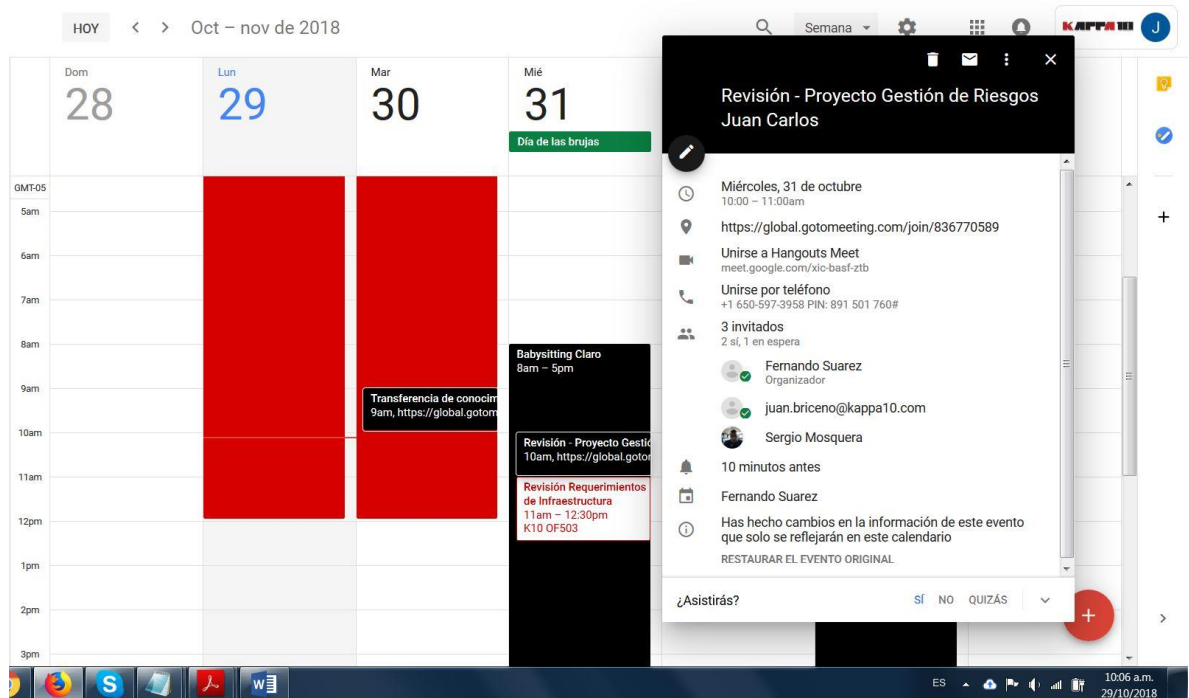 HOY
Oct – nov de 2018
Semana
KAPPA10
J
Dom
28
Lun
29
Mar
30
Mié
31
Día de las brujas
GMT-05
5am
6am
7am
8am
9am
10am
11am
12pm
1pm
2pm
3pm
Transferencia de conocim
9am, https://global.gotom
Babysitting Claro
8am – 5pm
Revisión - Proyecto Gestió
10am, https://global.gotor
Revisión Requerimientos
de Infraestructura
11am – 12:30pm
K10 OF503
Revisión - Proyecto Gestión de Riesgos
Juan Carlos
Miércoles, 31 de octubre
10:00 – 11:00am
https://global.gotomeeting.com/join/836770589
Unirse a Hangouts Meet
meet.google.com/xic-basf-ztb
Unirse por teléfono
+1 650-597-3958 PIN: 891 501 760#
3 invitados
2 sí, 1 en espera
Fernando Suarez
Organizador
juan.briceno@kappa10.com
Sergio Mosquera
10 minutos antes
Fernando Suarez
Has hecho cambios en la información de este evento
que solo se reflejarán en este calendario
RESTAURAR EL EVENTO ORIGINAL
¿Asistirás?
SÍ NO QUIZÁS
ES
10:06 a.m.
29/10/2018